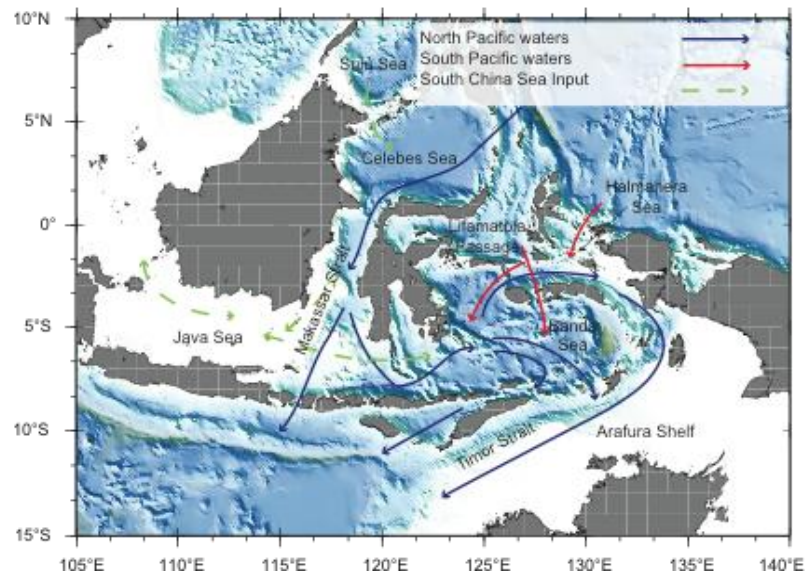 10°N
North Pacific waters
South Pacific waters
South China Sea Input
Sulu Sea
5°N
Celebes Sea
Halmahera
Sea
0°
Lifamatola
Passage
Makassar Strait
5°S
Java Sea
Banda
Sea
10°S
Timor Strait
Arafura Shelf
15°S
105°E
110°E
115°E
120°E
125°E
130°E
135°E
140°E